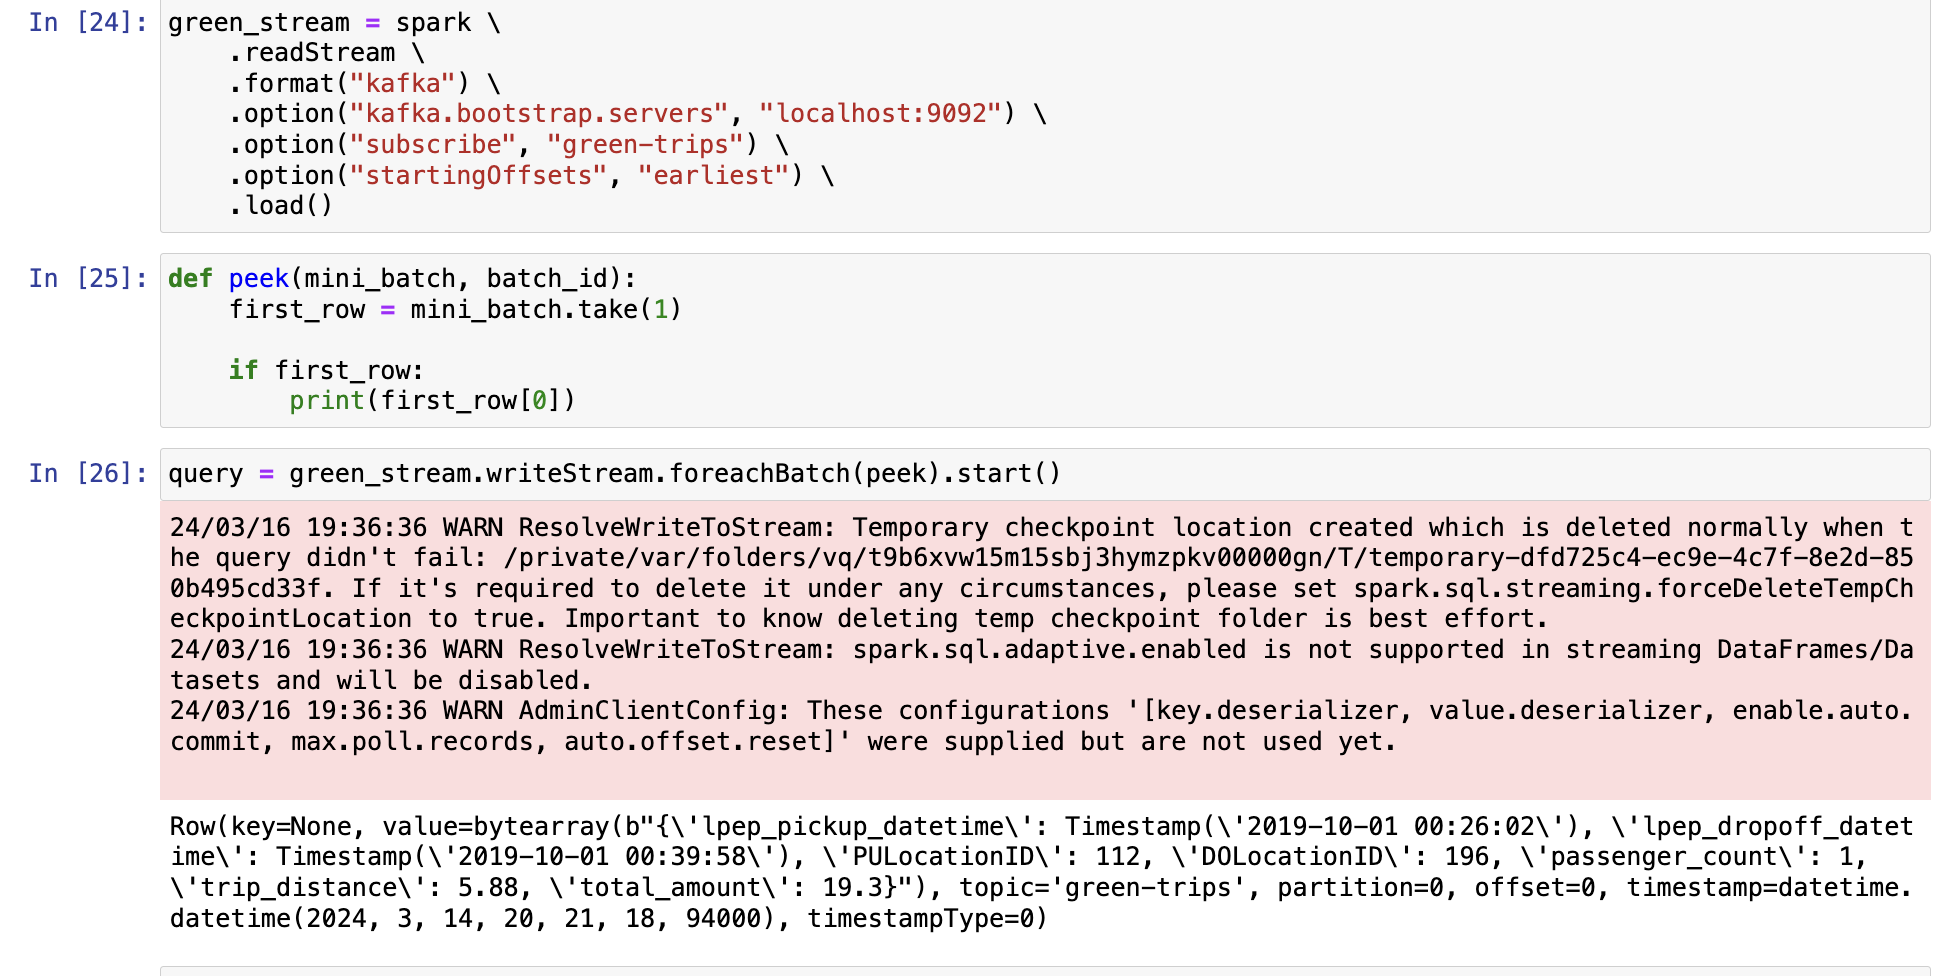 In [24]: green_stream = spark \
    .readStream \
    .format("kafka") \
    .option("kafka.bootstrap.servers", "localhost:9092") \
    .option("subscribe", "green-trips") \
    .option("startingOffsets", "earliest") \
    .load()
In [25]: def peek(mini_batch, batch_id):
    first_row = mini_batch.take(1)
    if first_row:
        print(first_row[0])
In [26]: query = green_stream.writeStream.foreachBatch(peek).start()
24/03/16 19:36:36 WARN ResolveWriteToStream: Temporary checkpoint location created which is deleted normally when t
he query didn't fail: /private/var/folders/vq/t9b6xvw15m15sbj3hymzpkv00000gn/T/temporary-dfd725c4-ec9e-4c7f-8e2d-85
0b495cd33f. If it's required to delete it under any circumstances, please set spark.sql.streaming.forceDeleteTempCh
eckpointLocation to true. Important to know deleting temp checkpoint folder is best effort.
24/03/16 19:36:36 WARN ResolveWriteToStream: spark.sql.adaptive.enabled is not supported in streaming DataFrames/Da
tasets and will be disabled.
24/03/16 19:36:36 WARN AdminClientConfig: These configurations '[key.deserializer, value.deserializer, enable.auto.
commit, max.poll.records, auto.offset.reset]' were supplied but are not used yet.
Row(key=None, value=bytearray(b"{\'lpep_pickup_datetime\': Timestamp(\'2019-10-01 00:26:02\'), \'lpep_dropoff_datet
ime\': Timestamp(\'2019-10-01 00:39:58\'), \'PULocationID\': 112, \'DOLocationID\': 196, \'passenger_count\': 1,
\'trip_distance\': 5.88, \'total_amount\': 19.3}"), topic='green-trips', partition=0, offset=0, timestamp=datetime.
datetime(2024, 3, 14, 20, 21, 18, 94000), timestampType=0)